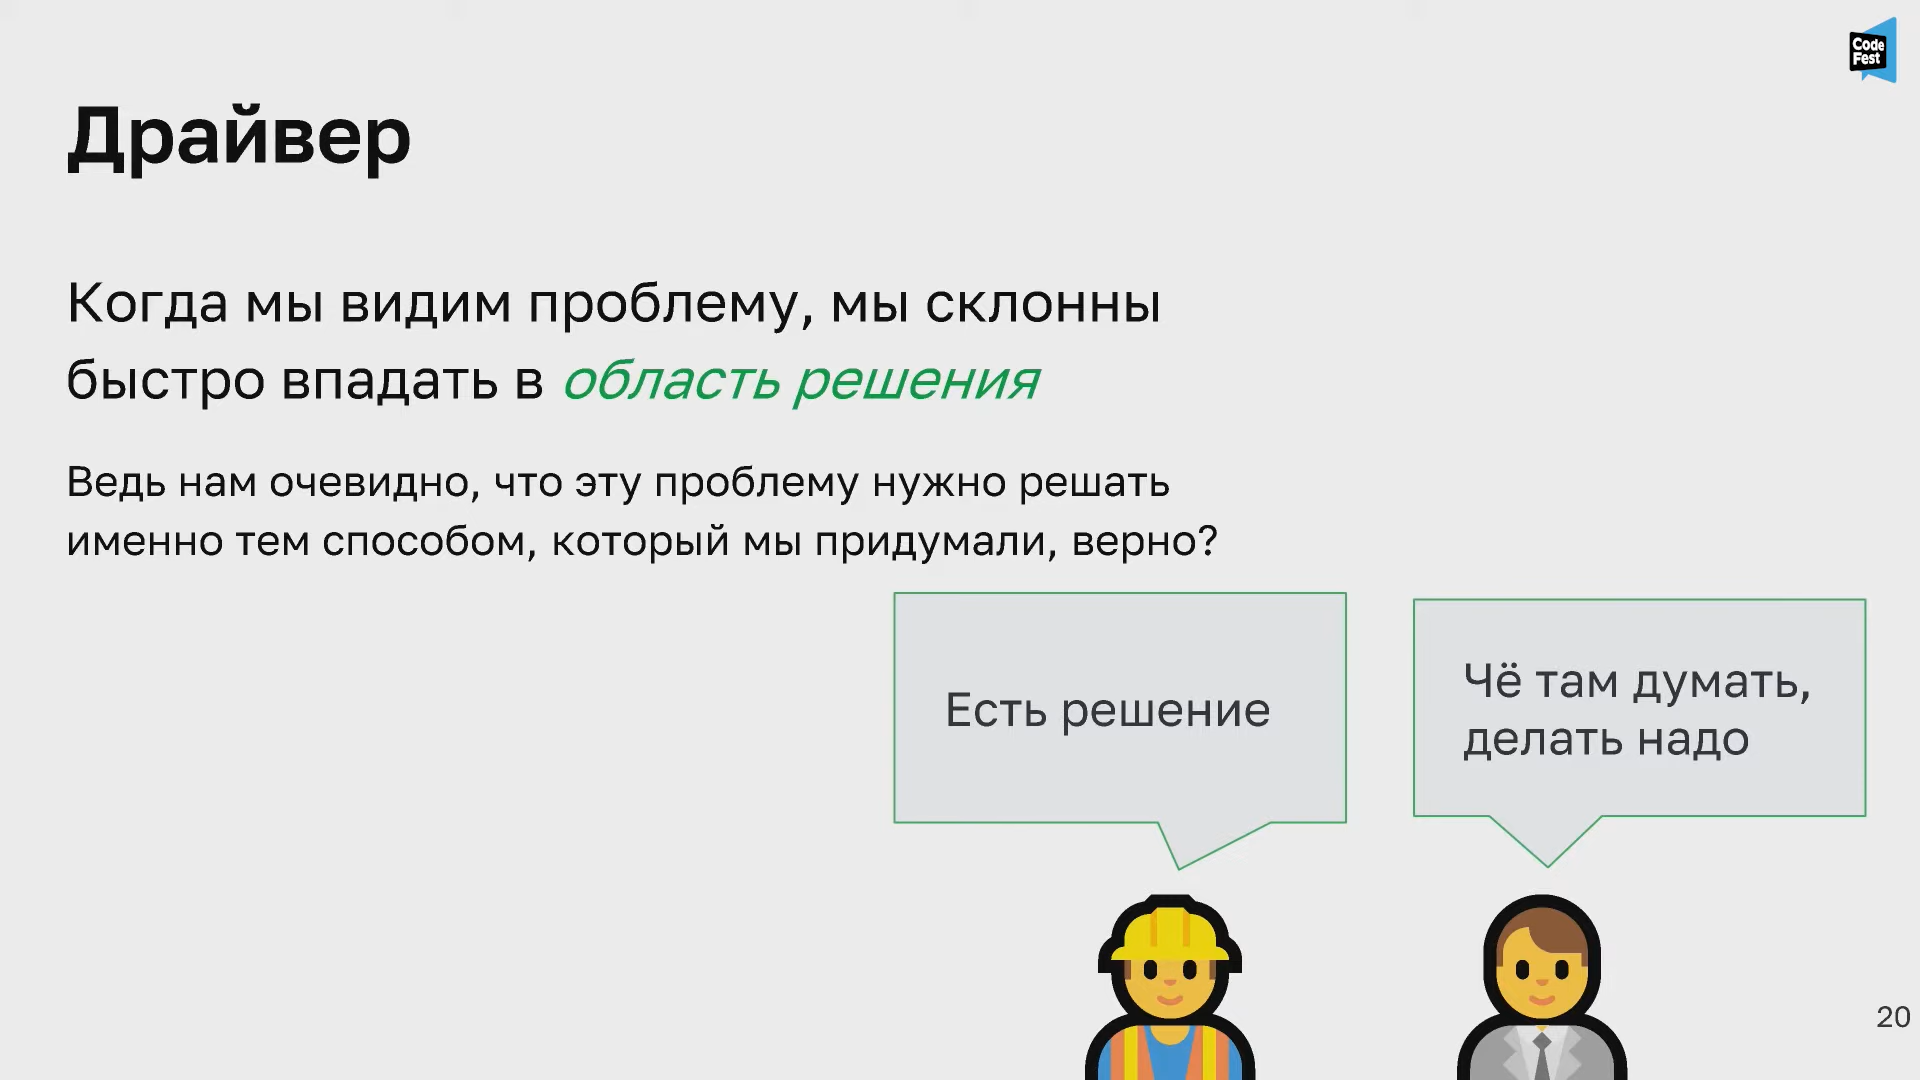 Code
Fest
Драйвер
Когда мы видим проблему, мы склонны
быстро впадать в область решения
Ведь нам очевидно, что эту проблему нужно решать
именно тем способом, который мы придумали, верно?
Есть решение
Чё там думать,
делать надо
20